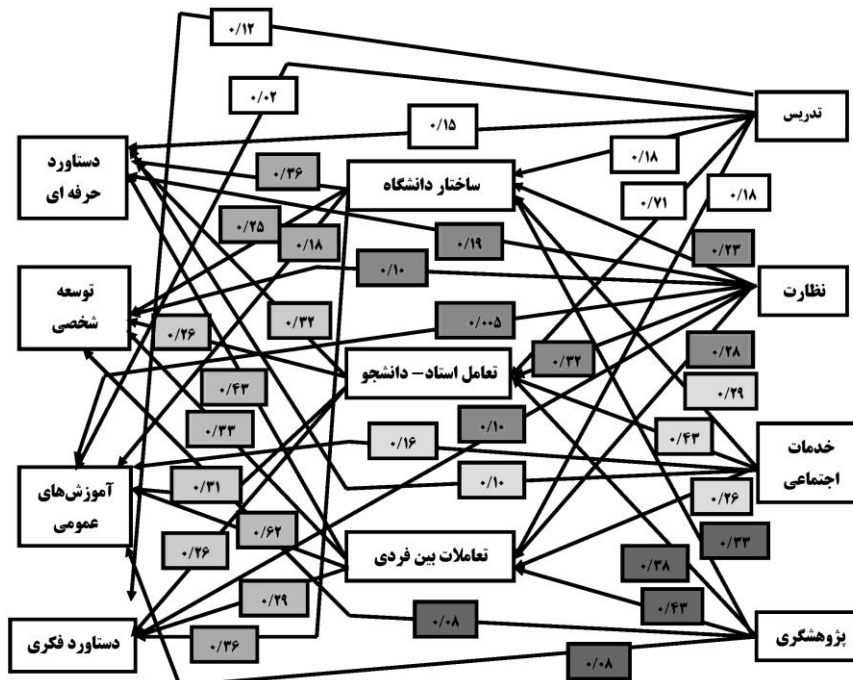 ۰/۱۲
تدریس
۰/۰۲
۰/۱۵
۰/۱۸
دستاورد
حرفه ای
۰/۳۶
ساختار دانشگاه
۰/۷۱
۰/۱۸
۰/۲۵
۰/۱۸
۰/۱۹
۰/۲۳
۰/۱۰
نظارت
توسعه
شخصی
۰/۲۶
۰/۳۲
۰/۰۰۵
تعامل استاد- دانشجو
۰/۳۲
۰/۲۸
۰/۲۹
۰/۴۳
۰/۳۳
۰/۱۰
۰/۱۶
۰/۴۳
خدمات
اجتماعی
آموزش‌های
عمومی
۰/۳۱
۰/۱۰
۰/۲۶
۰/۶۲
۰/۲۶
تعاملات بین فردی
۰/۳۸
۰/۳۳
۰/۲۹
۰/۰۸
۰/۴۳
پژوهشگری
دستاورد فکری
۰/۳۶
۰/۰۸